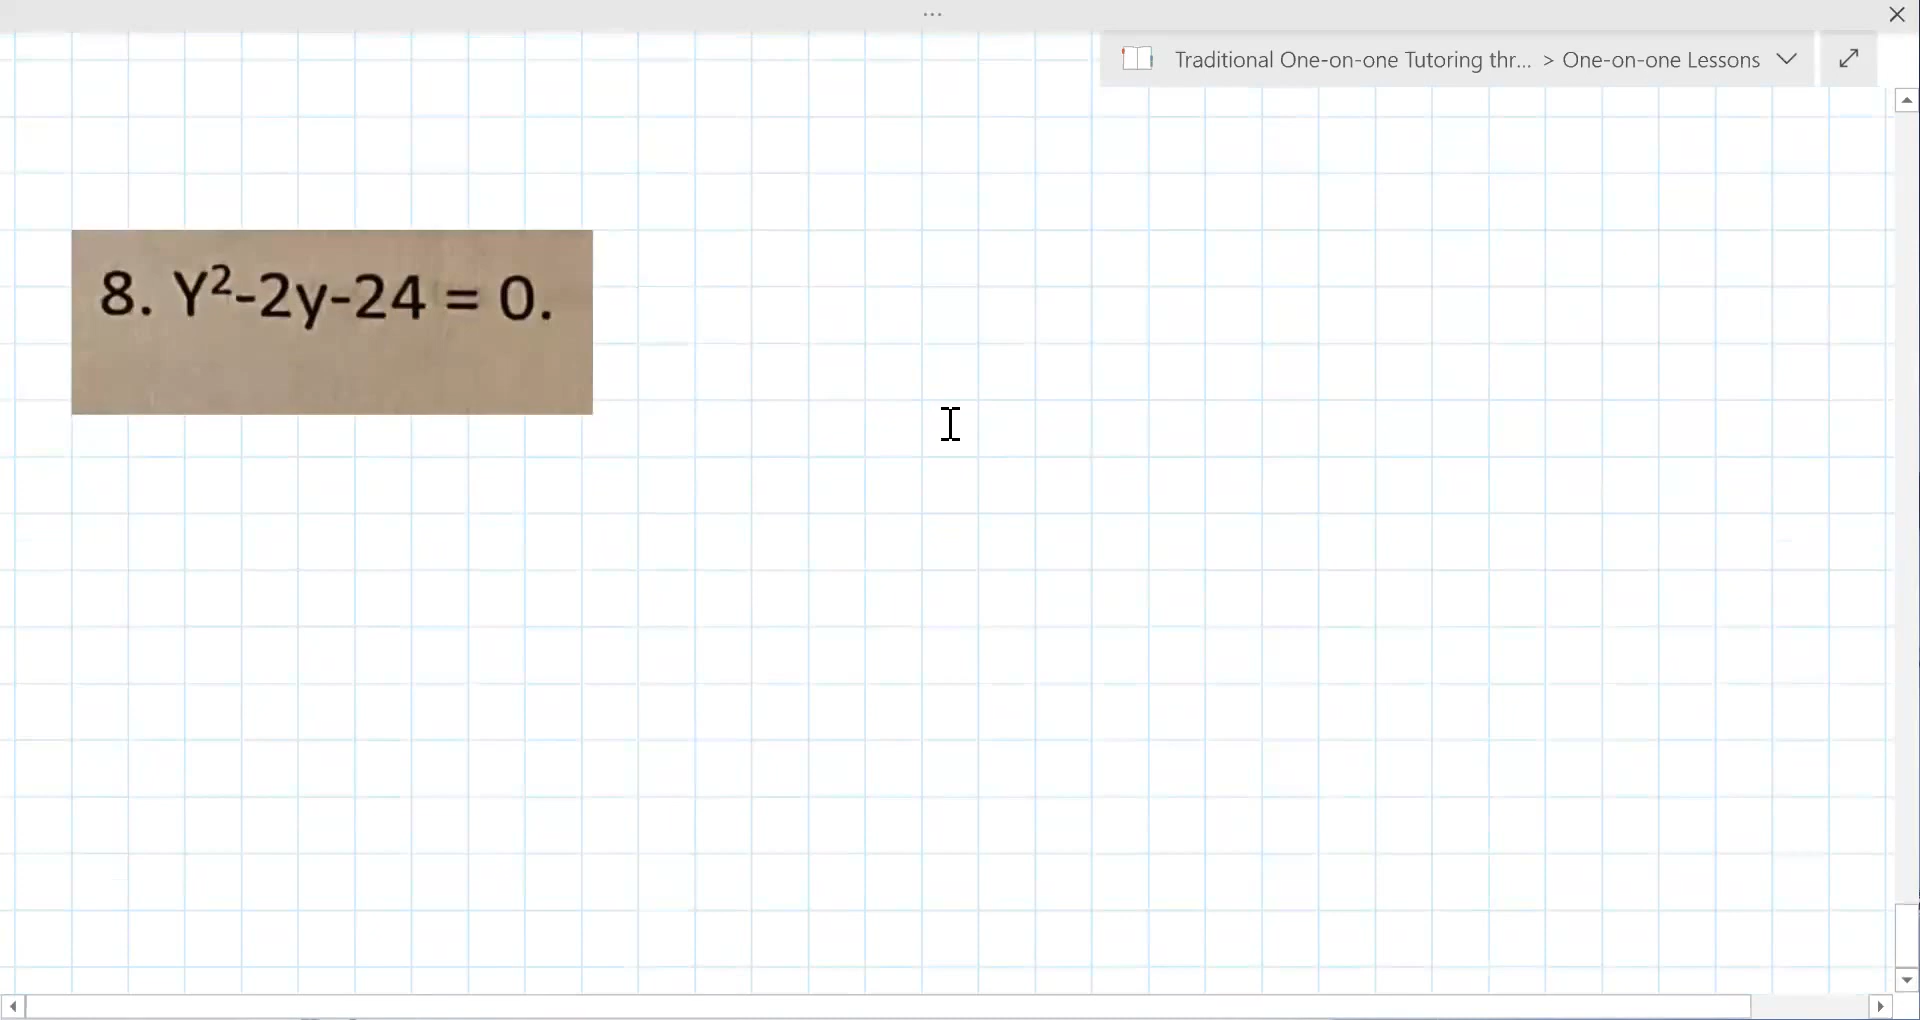 Traditional One-on-one Tutoring thr... > One-on-one Lessons
8. Y²-2y-24 = 0.